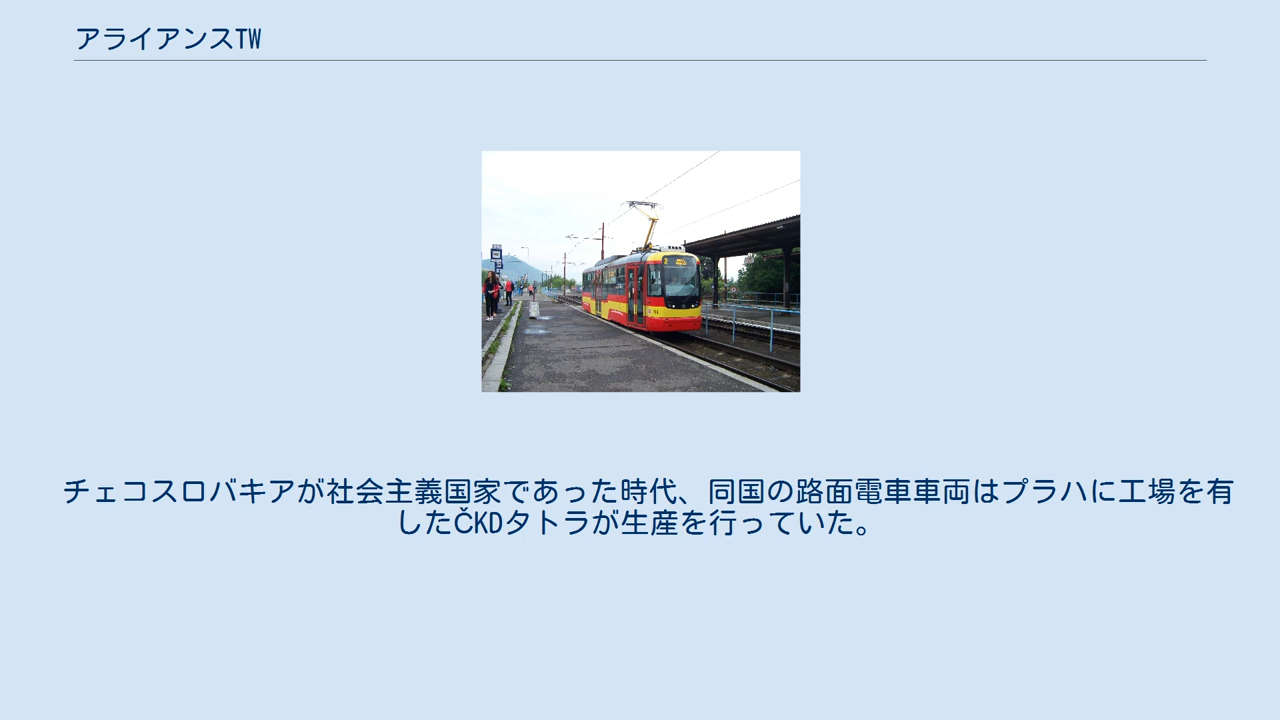 アライアンスTW
チェコスロバキアが社会主義国家であった時代、同国の路面電車車両はプラハに工場を有
したČKDタトラが生産を行っていた。